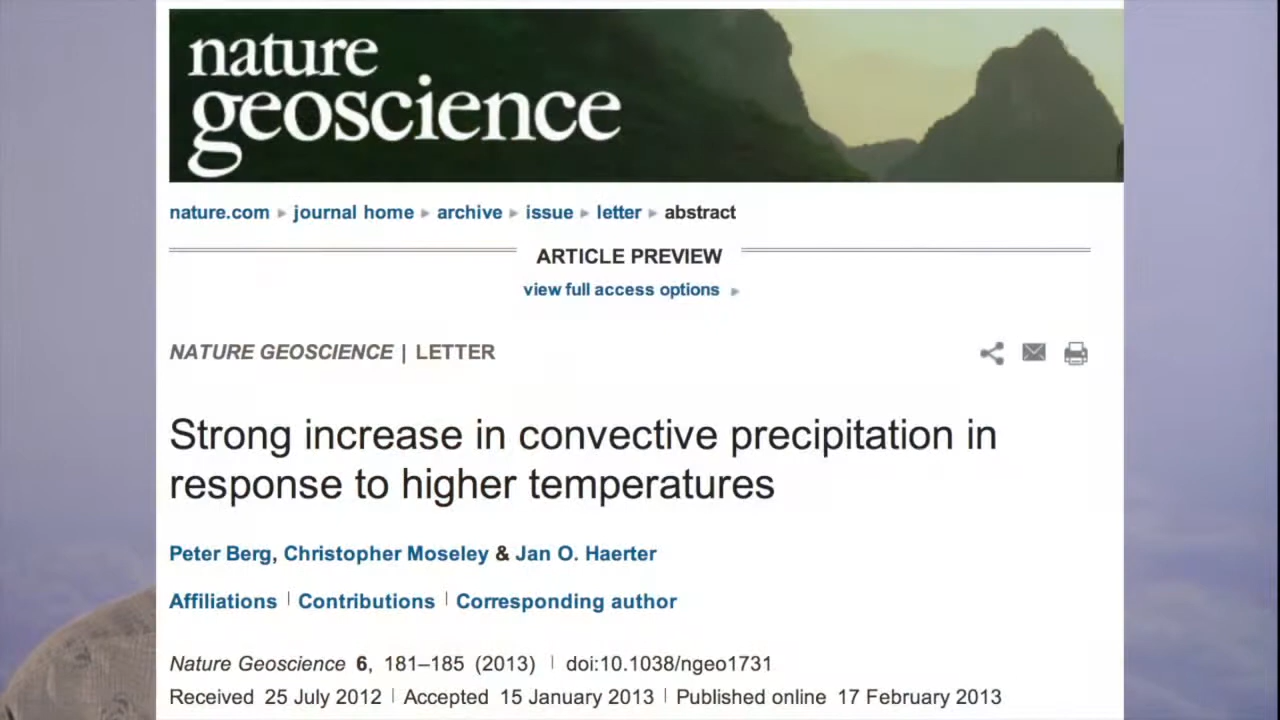 nature
geoscience
nature.com ▸ journal home ▸ archive ▸ issue ▸ letter ▸ abstract
ARTICLE PREVIEW
view full access options ▸
NATURE GEOSCIENCE | LETTER
Strong increase in convective precipitation in
response to higher temperatures
Peter Berg, Christopher Moseley & Jan O. Haerter
Affiliations | Contributions | Corresponding author
Nature Geoscience 6, 181–185 (2013) | doi:10.1038/ngeo1731
Received 25 July 2012 | Accepted 15 January 2013 | Published online 17 February 2013